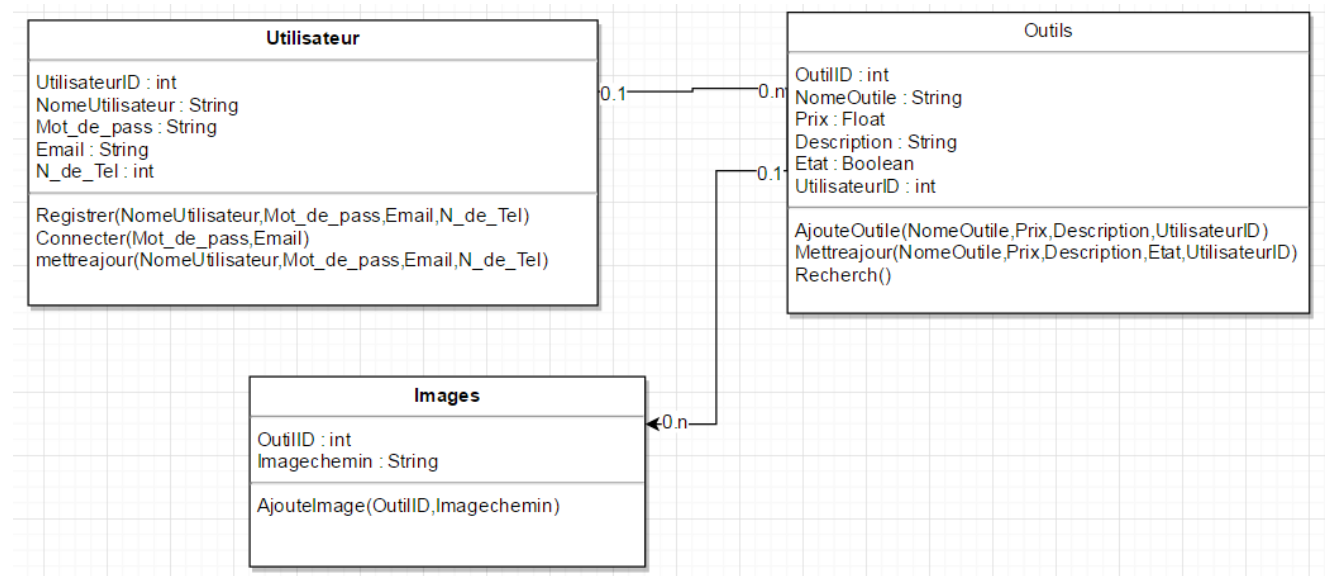 Utilisateur
UtilisateurID : int
NomeUtilisateur : String
Mot_de_pass : String
Email : String
N_de_Tel : int
Registrer(NomeUtilisateur,Mot_de_pass,Email,N_de_Tel)
Connecter(Mot_de_pass,Email)
mettreajour(NomeUtilisateur,Mot_de_pass,Email,N_de_Tel)
0.1
0.n
Outils
OutilID : int
NomeOutile : String
Prix : Float
Description : String
Etat : Boolean
UtilisateurID : int
AjouteOutile(NomeOutile,Prix,Description,UtilisateurID)
Mettreajour(NomeOutile,Prix,Description,Etat,UtilisateurID)
Recherch()
0.1
0.n
Images
OutilID : int
Imagechemin : String
AjouteImage(OutilID,Imagechemin)